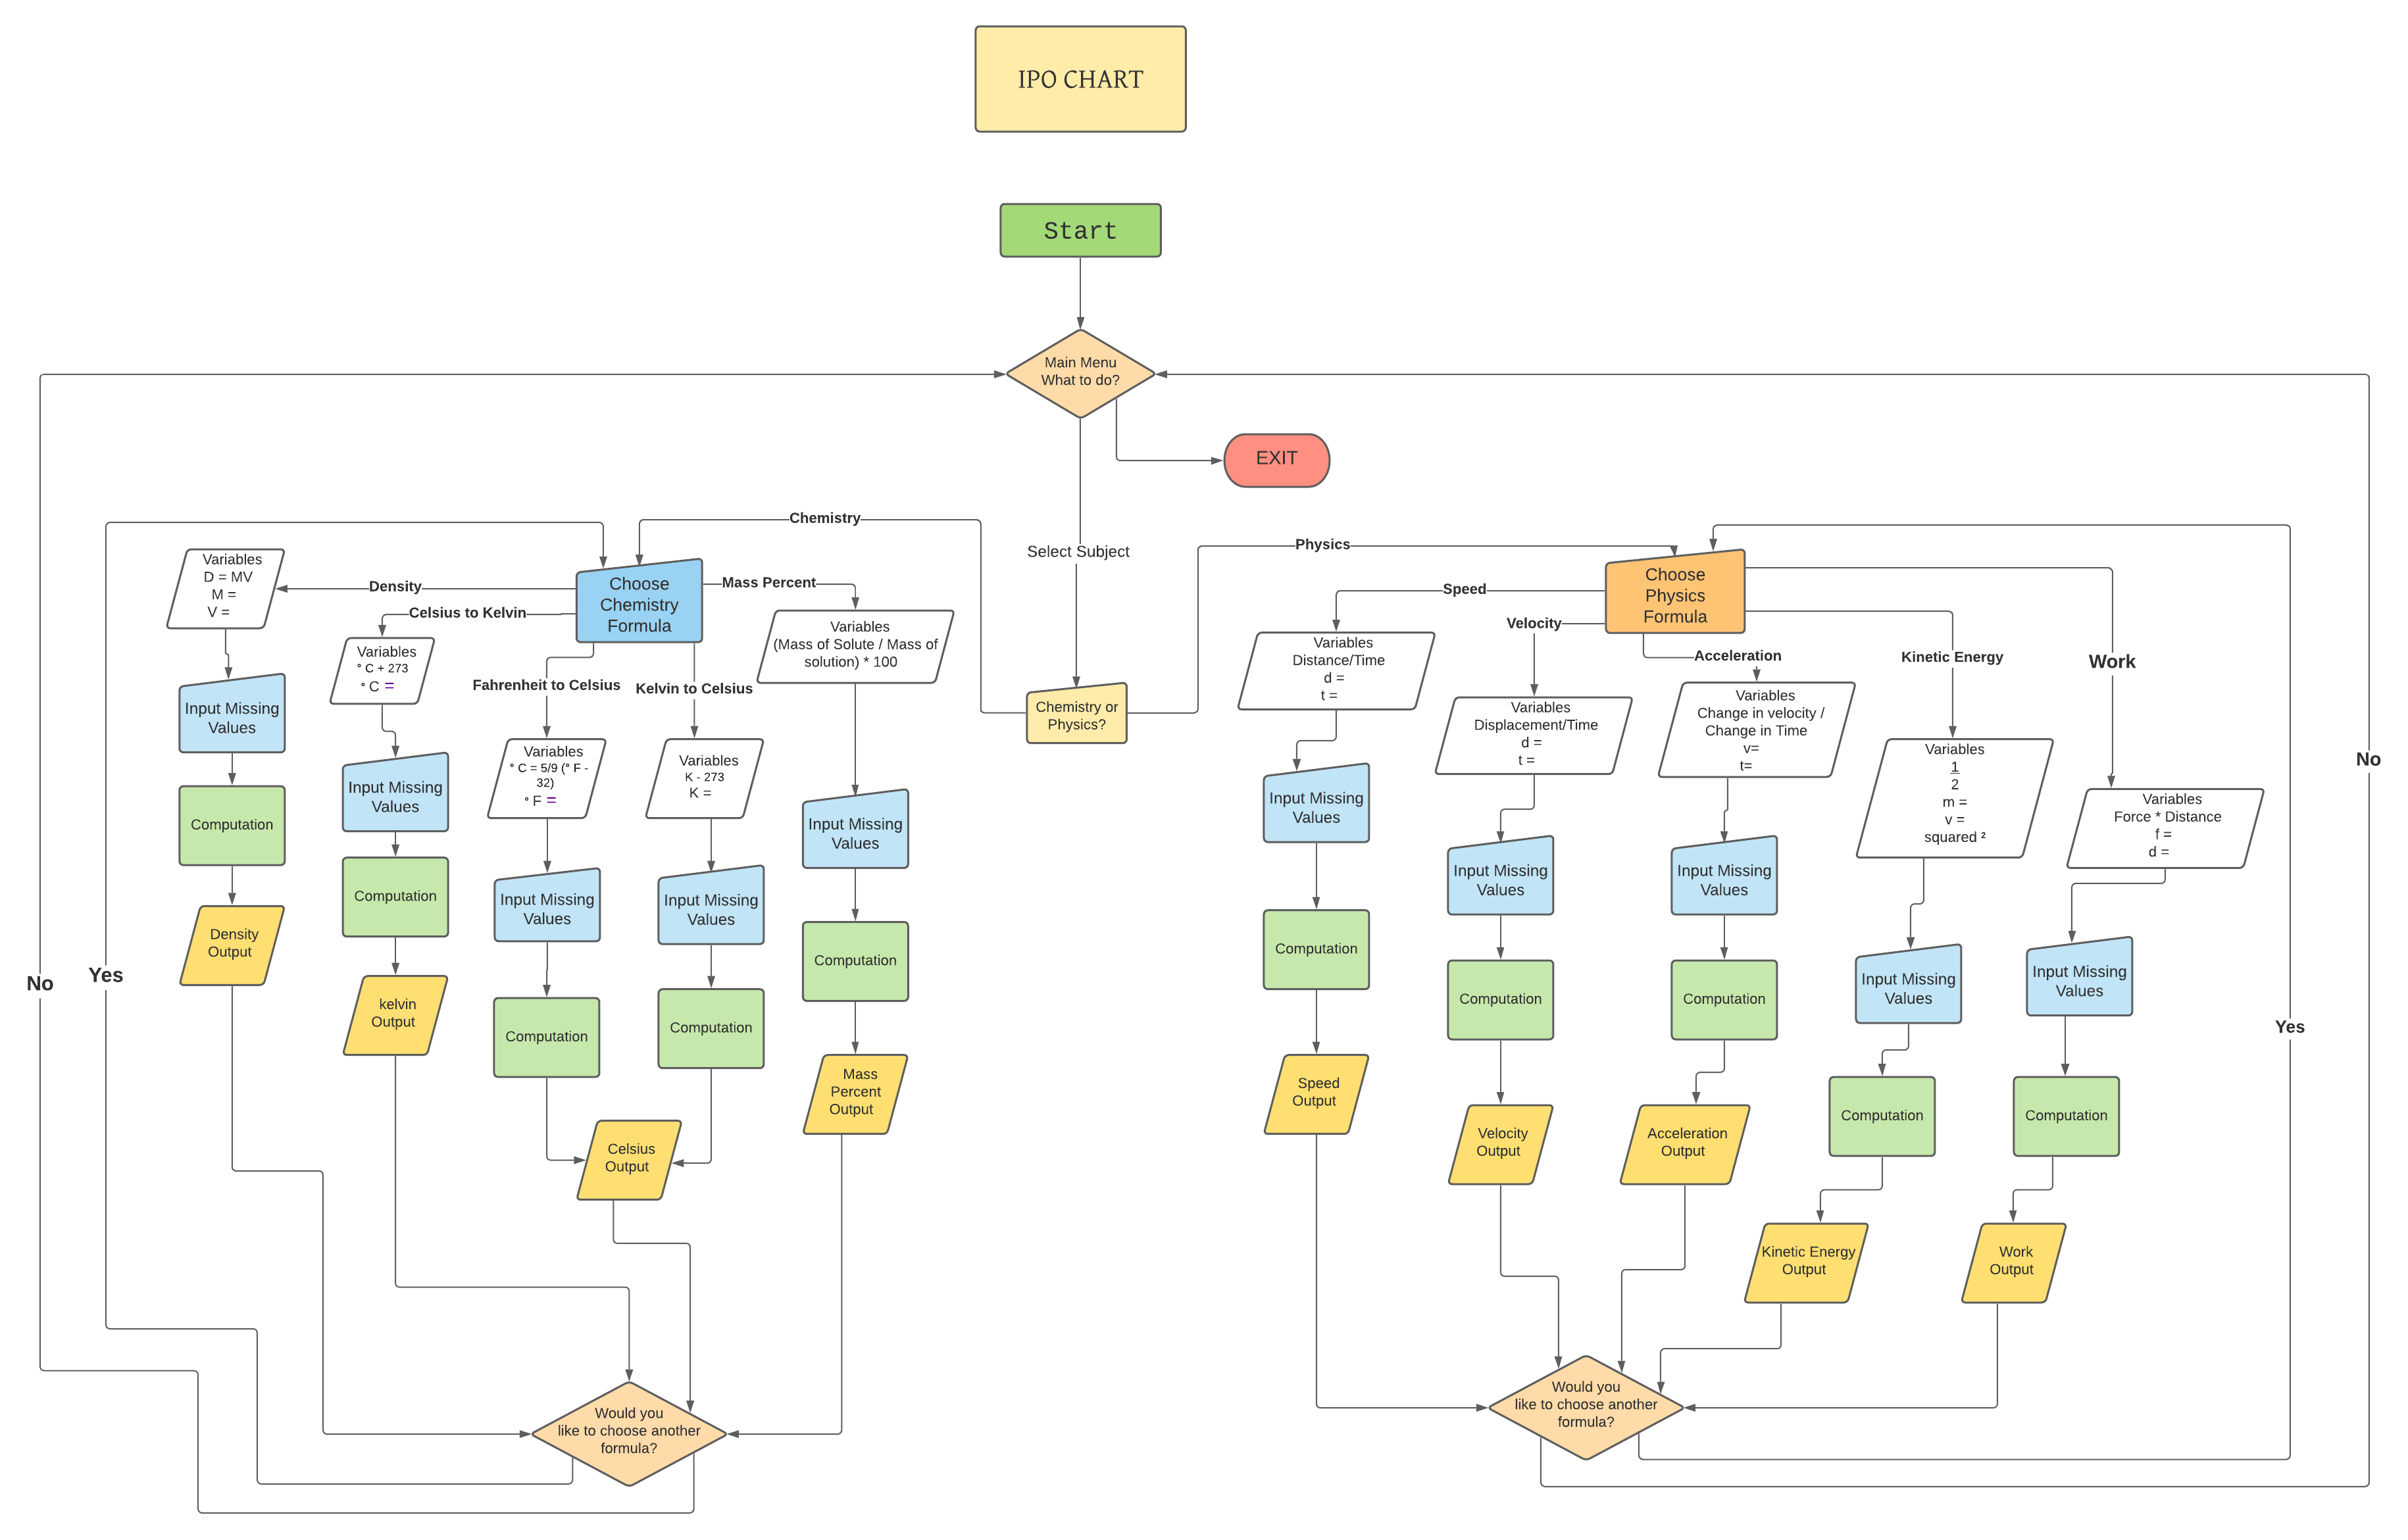 IPO CHART
Start
Main Menu
What to do?
EXIT
Select Subject
Chemistry or
Physics?
Chemistry
Physics
Choose
Chemistry
Formula
Density
Celsius to Kelvin
Fahrenheit to Celsius
Kelvin to Celsius
Mass Percent
Variables
D = MV
M =
V =
Input Missing
Values
Computation
Density
Output
Variables
° C + 273
° C =
Input Missing
Values
Computation
kelvin
Output
Variables
° C = 5/9 (° F -
32)
° F =
Input Missing
Values
Computation
Variables
K - 273
K =
Input Missing
Values
Computation
Celsius
Output
Variables
(Mass of Solute / Mass of
solution) * 100
Input Missing
Values
Computation
Mass
Percent
Output
Would you
like to choose another
formula?
No
Yes
Choose
Physics
Formula
Speed
Velocity
Acceleration
Kinetic Energy
Work
Variables
Distance/Time
d =
t =
Input Missing
Values
Computation
Speed
Output
Variables
Displacement/Time
d =
t =
Input Missing
Values
Computation
Velocity
Output
Variables
Change in velocity /
Change in Time
v=
t=
Input Missing
Values
Computation
Acceleration
Output
Variables
1
2
m =
v =
squared ²
Input Missing
Values
Computation
Kinetic Energy
Output
Variables
Force * Distance
f =
d =
Input Missing
Values
Computation
Work
Output
Would you
like to choose another
formula?
Yes
No